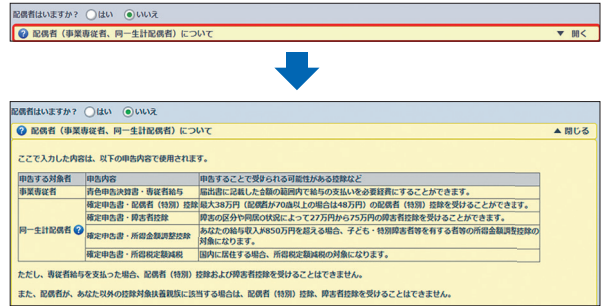 配偶者はいますか? はい いいえ
配偶者（事業専従者、同一生計配偶者）について ▼ 開く
配偶者はいますか? はい いいえ
配偶者（事業専従者、同一生計配偶者）について ▲ 閉じる
ここで入力した内容は、以下の申告内容で使用されます。
申告する対象者 申告内容 申告することで受けられる可能性がある控除など
事業専従者 青色申告決算書・専従者給与 届出書に記載した金額の範囲内で給与の支払いを必要経費にすることができます。
確定申告書・配偶者（特別）控除 最大38万円（配偶者が70歳以上の場合は48万円）の配偶者（特別）控除を受けることができます。
同一生計配偶者 確定申告書・障害者控除 障害の区分や同居の状況によって27万円から75万円の障害者控除を受けることができます。
確定申告書・所得金額調整控除 あなたの給与収入が850万円を超える場合、子ども・特別障害者等を有する者等の所得金額調整控除の
対象になります。
確定申告書・所得税定額減税 国内に居住する場合、所得税定額減税の対象になります。
ただし、専従者給与を支払った場合、配偶者（特別）控除および障害者控除を受けることはできません。
また、配偶者が、あなた以外の控除対象扶養親族に該当する場合は、配偶者（特別）控除、障害者控除を受けることはできません。